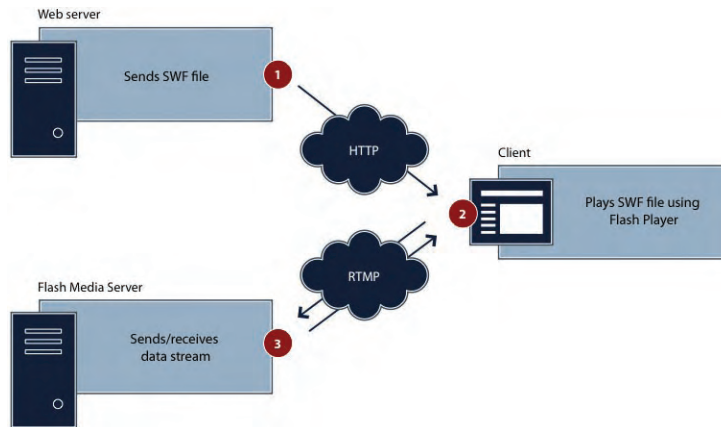 Web server
Sends SWF file
1
HTTP
Client
2
Plays SWF file using
Flash Player
RTMP
Flash Media Server
Sends/receives
data stream
3